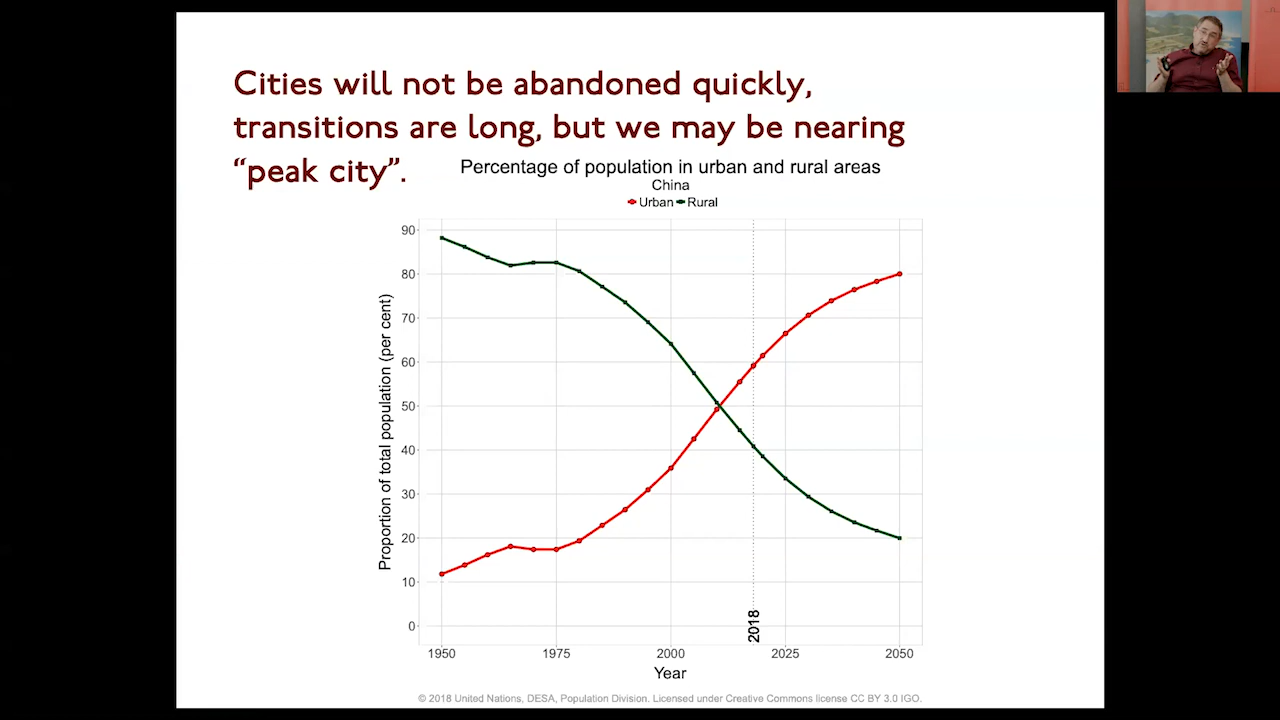 Cities will not be abandoned quickly,
transitions are long, but we may be nearing
“peak city”.
Percentage of population in urban and rural areas
China
Urban Rural
Proportion of total population (per cent)
90
80
70
60
50
40
30
20
10
0
2018
1950 1975 2000 2025 2050
Year
© 2018 United Nations, DESA, Population Division. Licensed under Creative Commons license CC BY 3.0 IGO.